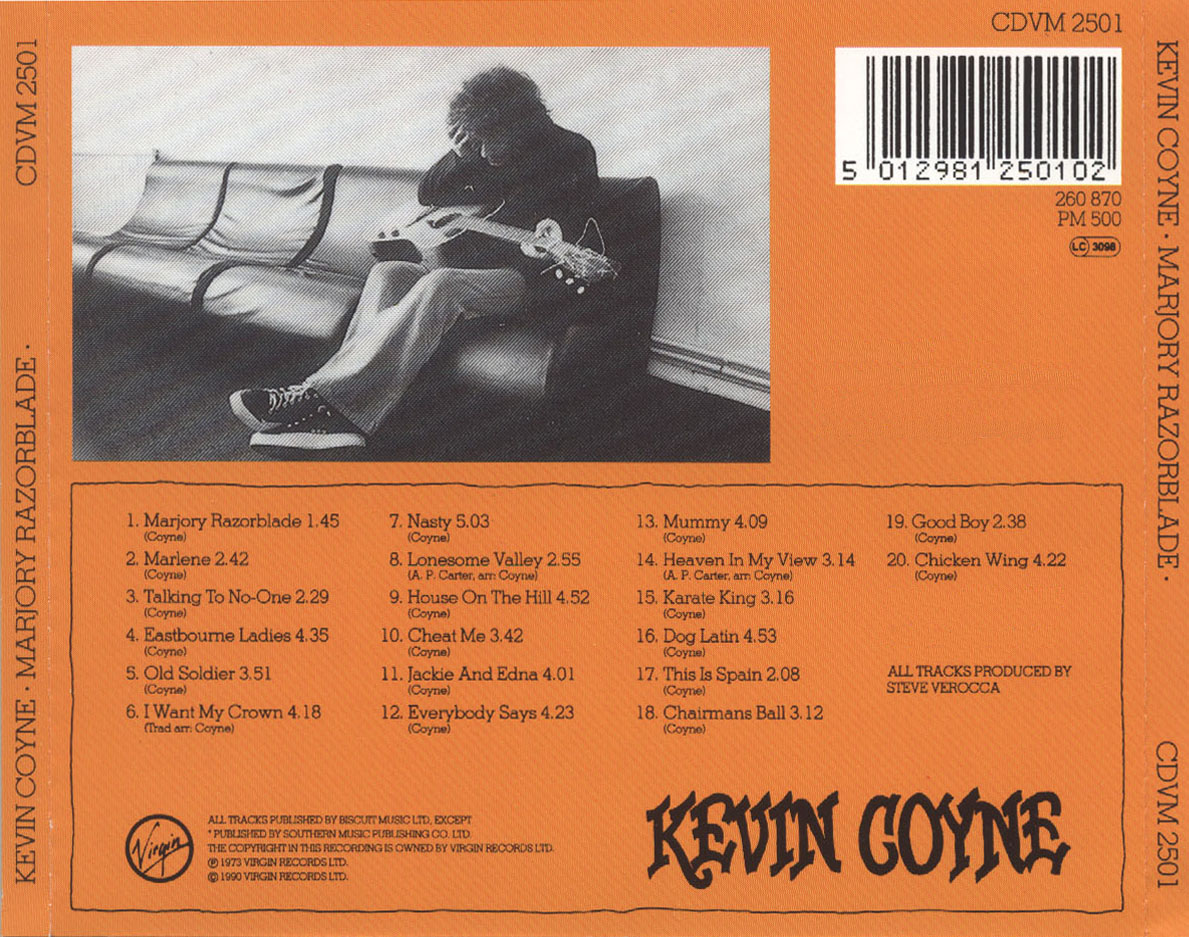 CDVM 2501
KEVIN COYNE · MARJORY RAZORBLADE · CDVM 2501
5 012981 250102
260 870
PM 500
LC 3098
1. Marjory Razorblade 1.45
(Coyne)
2. Marlene 2.42
(Coyne)
3. Talking To No-One 2.29
(Coyne)
4. Eastbourne Ladies 4.35
(Coyne)
5. Old Soldier 3.51
(Coyne)
6. I Want My Crown 4.18
(Trad arr: Coyne)
7. Nasty 5.03
(Coyne)
8. Lonesome Valley 2.55
(A. P. Carter, arr: Coyne)
9. House On The Hill 4.52
(Coyne)
10. Cheat Me 3.42
(Coyne)
11. Jackie And Edna 4.01
(Coyne)
12. Everybody Says 4.23
(Coyne)
13. Mummy 4.09
(Coyne)
14. Heaven In My View 3.14
(A. P. Carter, arr: Coyne)
15. Karate King 3.16
(Coyne)
16. Dog Latin 4.53
(Coyne)
17. This Is Spain 2.08
(Coyne)
18. Chairmans Ball 3.12
(Coyne)
19. Good Boy 2.38
(Coyne)
20. Chicken Wing 4.22
(Coyne)
ALL TRACKS PRODUCED BY
STEVE VEROCCA
Virgin
ALL TRACKS PUBLISHED BY BISCUIT MUSIC LTD, EXCEPT
* PUBLISHED BY SOUTHERN MUSIC PUBLISHING CO. LTD.
THE COPYRIGHT IN THIS RECORDING IS OWNED BY VIRGIN RECORDS LTD.
℗ 1973 VIRGIN RECORDS LTD.
© 1990 VIRGIN RECORDS LTD.
KEVIN COYNE
KEVIN COYNE · MARJORY RAZORBLADE · CDVM 2501